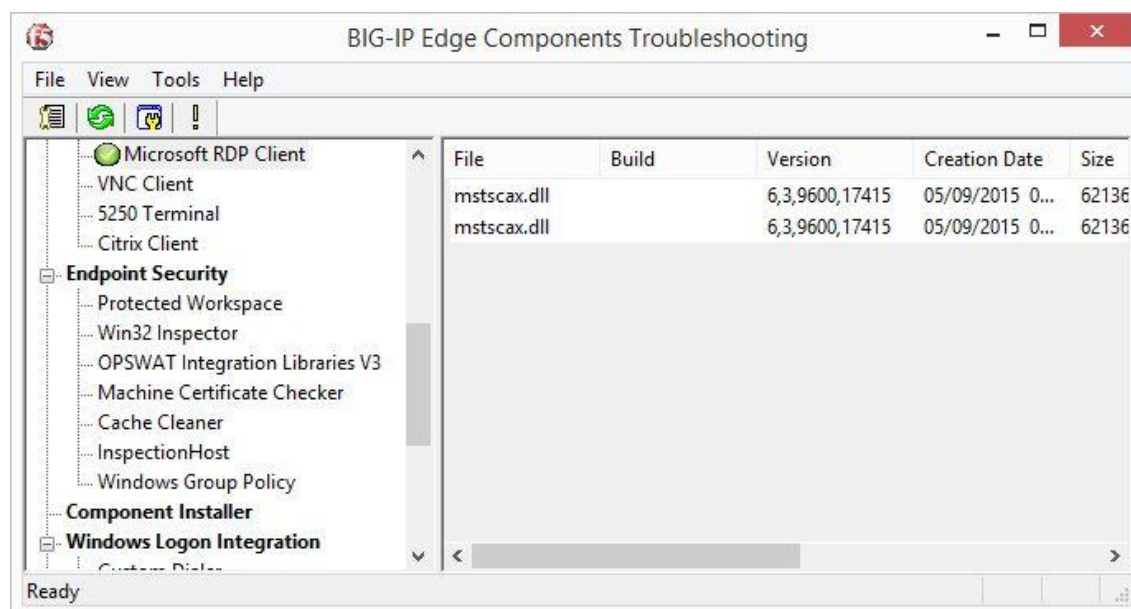 BIG-IP Edge Components Troubleshooting
File View Tools Help
Microsoft RDP Client
VNC Client
5250 Terminal
Citrix Client
Endpoint Security
Protected Workspace
Win32 Inspector
OPSWAT Integration Libraries V3
Machine Certificate Checker
Cache Cleaner
InspectionHost
Windows Group Policy
Component Installer
Windows Logon Integration
File Build Version Creation Date Size
mstscax.dll 6,3,9600,17415 05/09/2015 0... 62136
mstscax.dll 6,3,9600,17415 05/09/2015 0... 62136
Ready